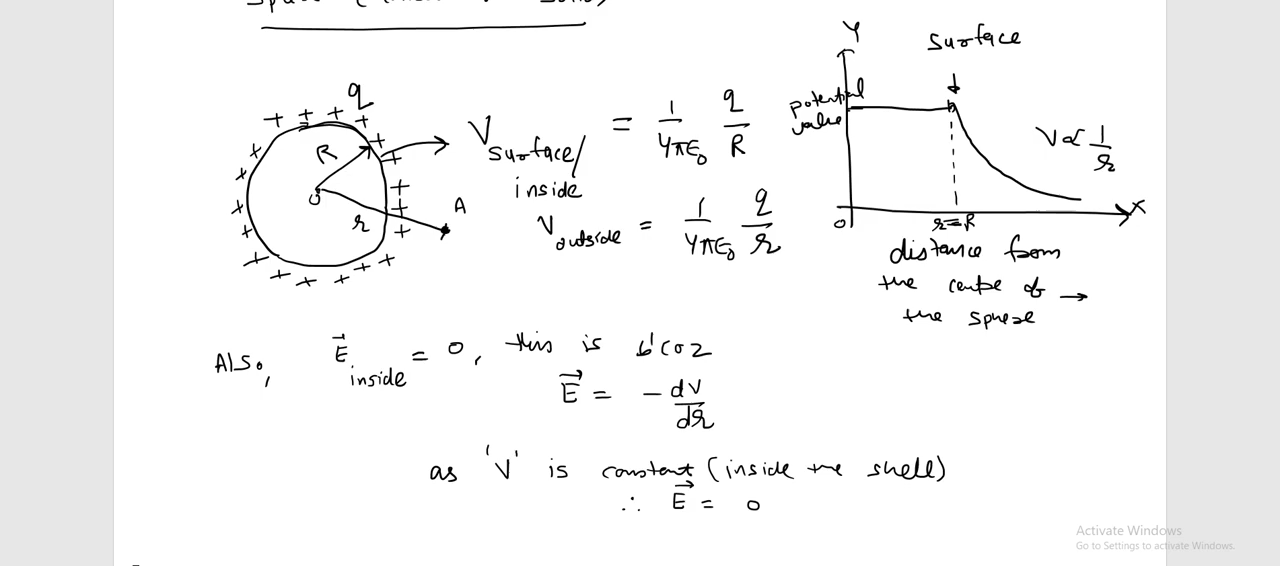 q
R
O
r
A
V surface/inside = 1/4πε₀ q/R
V outside = 1/4πε₀ q/r
Y
surface
potential
value
V ∝ 1/r
O
r=R
X
distance from
the centre of →
the sphere
Also, E⃗ inside = 0, this is b'coz
E⃗ = - dV/dr
as 'V' is constant (inside the shell)
∴ E⃗ = 0
Activate Windows
Go to Settings to activate Windows.